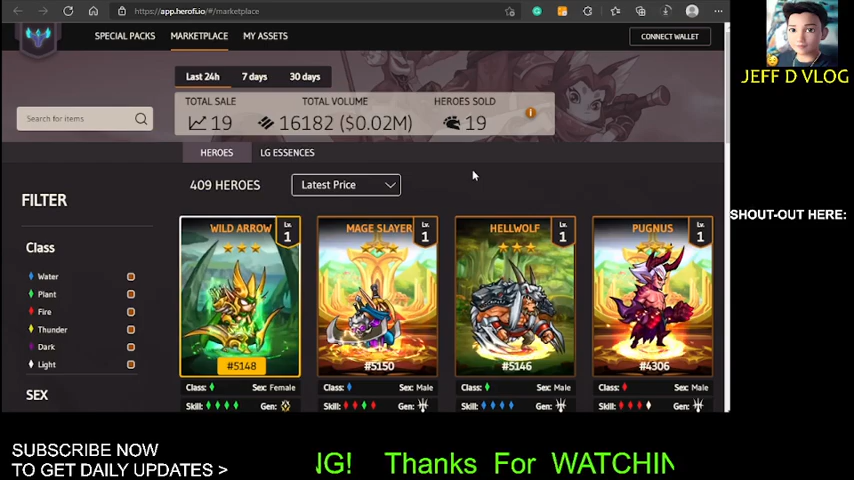 https://app.herofi.io/#/marketplace
SPECIAL PACKS MARKETPLACE MY ASSETS CONNECT WALLET
JEFF D VLOG
Last 24h 7 days 30 days
TOTAL SALE TOTAL VOLUME HEROES SOLD
19 16182 ($0.02M) 19
Search for items
HEROES LG ESSENCES
409 HEROES Latest Price
FILTER
SHOUT-OUT HERE:
WILD ARROW Lv. 1 MAGE SLAYER Lv. 1 HELLWOLF Lv. 1 PUGNUS Lv. 1
Class
Water
Plant
Fire
Thunder
Dark
Light
#5148 #5150 #5146 #4306
Class: Sex: Female Class: Sex: Male Class: Sex: Male Class: Sex: Male
SEX
Skill: Gen: Skill: Gen: Skill: Gen: Skill: Gen:
SUBSCRIBE NOW
TO GET DAILY UPDATES >
NG! Thanks For WATCHIN